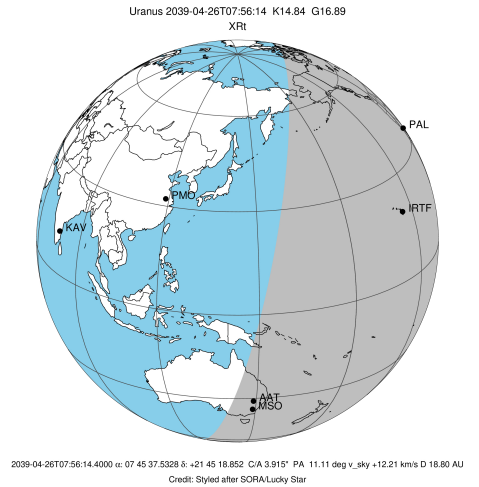 Uranus 2039-04-26T07:56:14 K14.84 G16.89
XRt
PAL
PMO
IRTF
KAV
AAT
MSO
2039-04-26T07:56:14.4000 α: 07 45 37.5328 δ: +21 45 18.852 C/A 3.915" PA 11.11 deg v_sky +12.21 km/s D 18.80 AU
Credit: Styled after SORA/Lucky Star